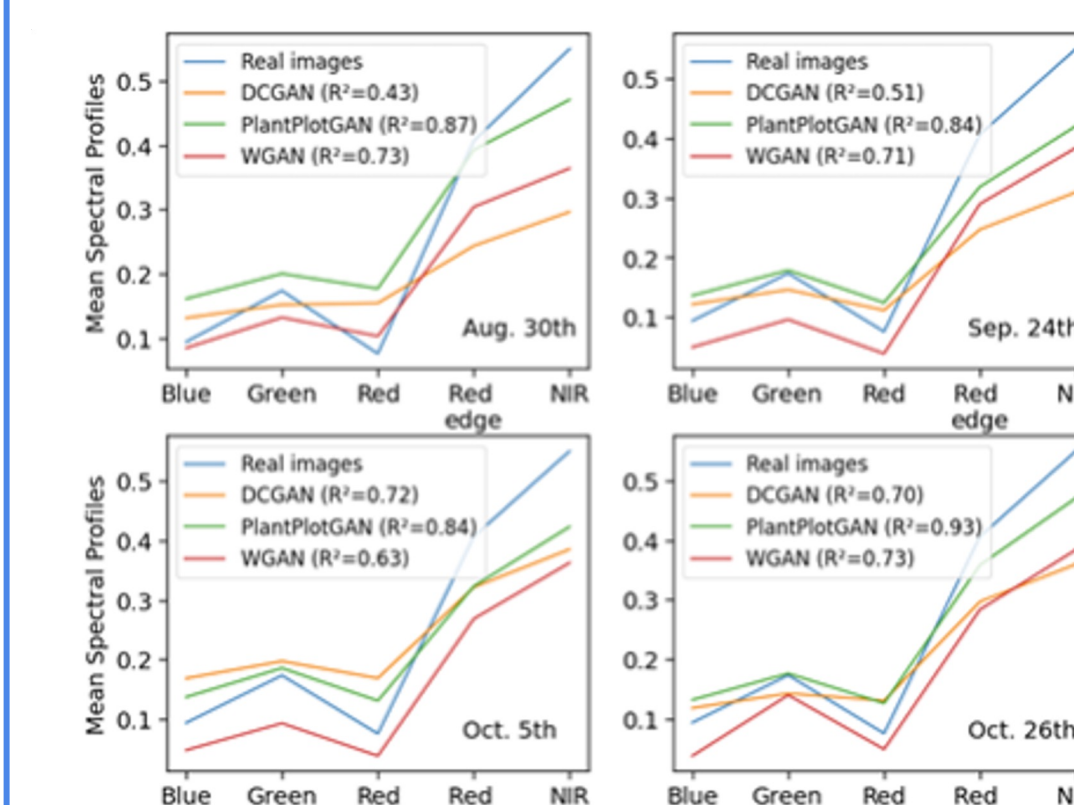 Mean Spectral Profiles
0.5
0.4
0.3
0.2
0.1
Real images
DCGAN (R²=0.43)
PlantPlotGAN (R²=0.87)
WGAN (R²=0.73)
Aug. 30th
Blue Green Red Red edge NIR
0.5
0.4
0.3
0.2
0.1
Real images
DCGAN (R²=0.51)
PlantPlotGAN (R²=0.84)
WGAN (R²=0.71)
Sep. 24th
Blue Green Red Red edge N
Mean Spectral Profiles
0.5
0.4
0.3
0.2
0.1
Real images
DCGAN (R²=0.72)
PlantPlotGAN (R²=0.84)
WGAN (R²=0.63)
Oct. 5th
Blue Green Red Red NIR
0.5
0.4
0.3
0.2
0.1
Real images
DCGAN (R²=0.70)
PlantPlotGAN (R²=0.93)
WGAN (R²=0.73)
Oct. 26th
Blue Green Red Red N